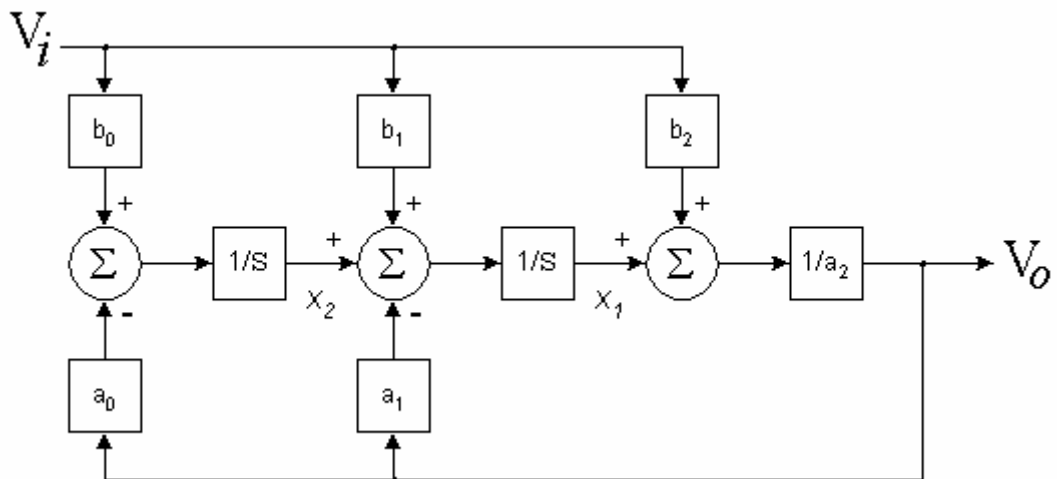 Vi
b0
b1
b2
+
+
+
Σ
1/S
+
Σ
1/S
+
Σ
1/a2
Vo
-
X2
-
X1
a0
a1